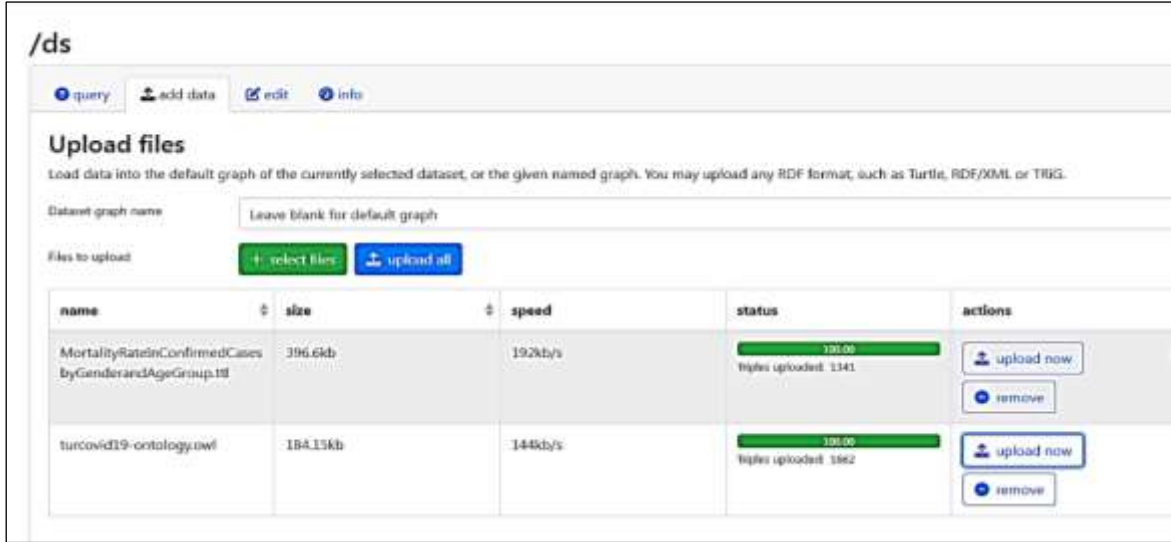 /ds
query add data edit info
Upload files
Load data into the default graph of the currently selected dataset, or the given named graph. You may upload any RDF format, such as Turtle, RDF/XML or TRiG.
Dataset graph name Leave blank for default graph
Files to upload + select files upload all
name size speed status actions
MortalityRateInConfirmedCases 396.6kb 192kb/s 100.00 upload now
byGenderandAgeGroup.ttl Triples uploaded: 1341
remove
turcovid19-ontology.owl 184.15kb 144kb/s 100.00 upload now
Triples uploaded: 1862
remove